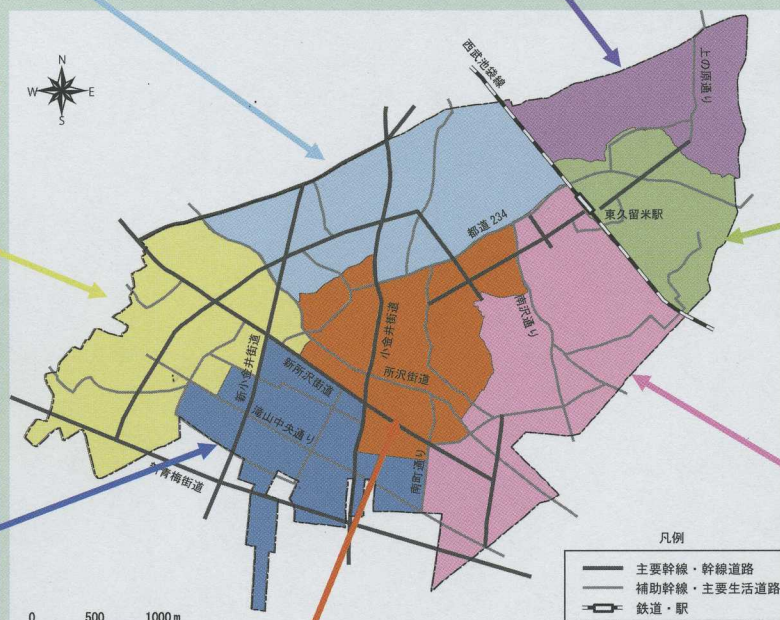 N
W E
S
西武池袋線
上の原通り
東久留米駅
都道 234
南沢通り
小金井街道
所沢街道
新所沢街道
新小金井街道
滝山中央通り
新青梅街道
南町通り
凡例
主要幹線・幹線道路
補助幹線・主要生活道路
鉄道・駅
0 500 1000m